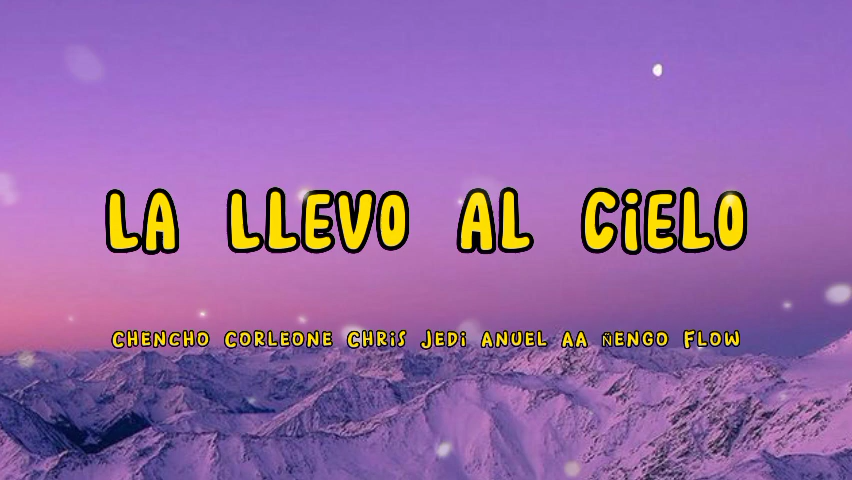 LA LLEVO AL CiELO
CHENCHO CORLEONE CHRiS JEDi ANUEL AA ÑENGO FLOW